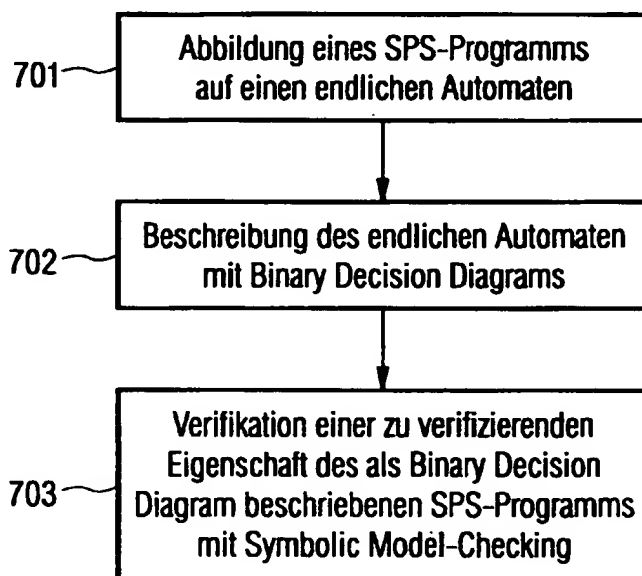 701
Abbildung eines SPS-Programms
auf einen endlichen Automaten
702
Beschreibung des endlichen Automaten
mit Binary Decision Diagrams
703
Verifikation einer zu verifizierenden
Eigenschaft des als Binary Decision
Diagram beschriebenen SPS-Programms
mit Symbolic Model-Checking